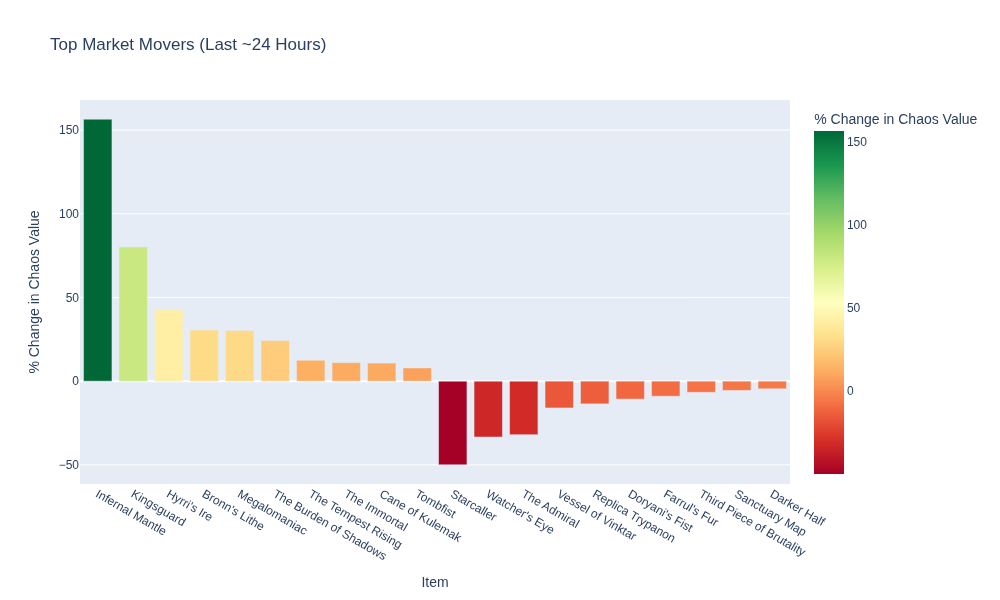 Top Market Movers (Last ~24 Hours)
% Change in Chaos Value
150
100
50
0
−50
Infernal Mantle
Kingsguard
Hyrri's Ire
Bronn's Lithe
Megalomaniac
The Burden of Shadows
The Tempest Rising
The Immortal
Cane of Kulemak
Tombfist
Starcaller
Watcher's Eye
The Admiral
Vessel of Vinktar
Replica Trypanon
Doryani's Fist
Farrul's Fur
Third Piece of Brutality
Sanctuary Map
Darker Half
Item
% Change in Chaos Value
150
100
50
0